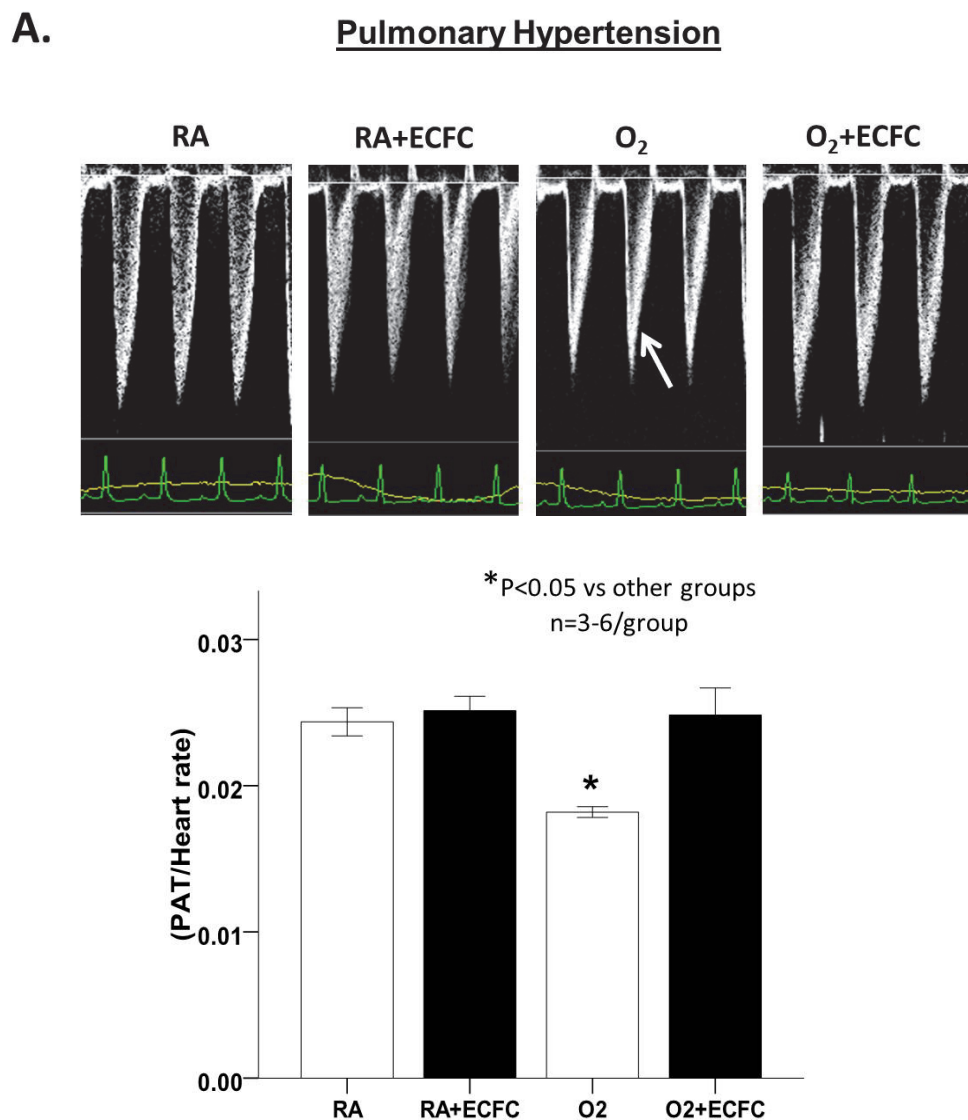 A.
Pulmonary Hypertension
RA RA+ECFC O₂ O₂+ECFC
*P<0.05 vs other groups
n=3-6/group
0.03
0.02
0.01
0.00
(PAT/Heart rate)
*
RA RA+ECFC O2 O2+ECFC